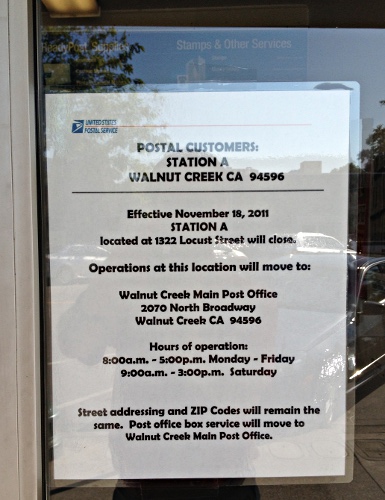 ReadyPost Supplies
Stamps & Other Services
UNITED STATES
POSTAL SERVICE
POSTAL CUSTOMERS:
STATION A
WALNUT CREEK CA 94596
Effective November 18, 2011
STATION A
located at 1322 Locust Street will close.
Operations at this location will move to:
Walnut Creek Main Post Office
2070 North Broadway
Walnut Creek CA 94596
Hours of operation:
8:00a.m. - 5:00p.m. Monday - Friday
9:00a.m. - 3:00p.m. Saturday
Street addressing and ZIP Codes will remain the
same. Post office box service will move to
Walnut Creek Main Post Office.